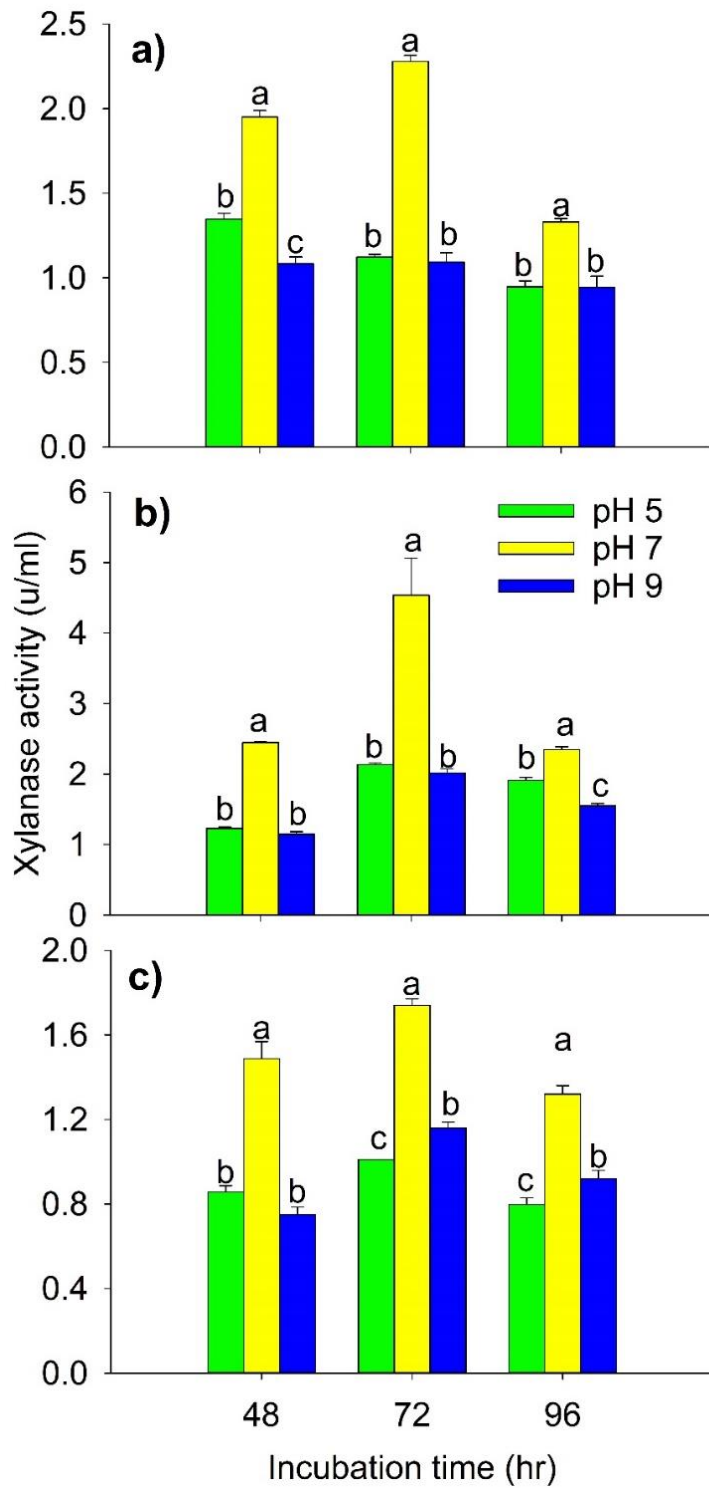 a)
2.5
2.0
1.5
1.0
0.5
0.0
b a c
b a b
b a b
b)
6
5
4
3
2
1
0
pH 5
pH 7
pH 9
b a b
b a b
b a c
Xylanase activity (u/ml)
c)
2.0
1.6
1.2
0.8
0.4
0.0
b a b
c a b
c a b
48 72 96
Incubation time (hr)